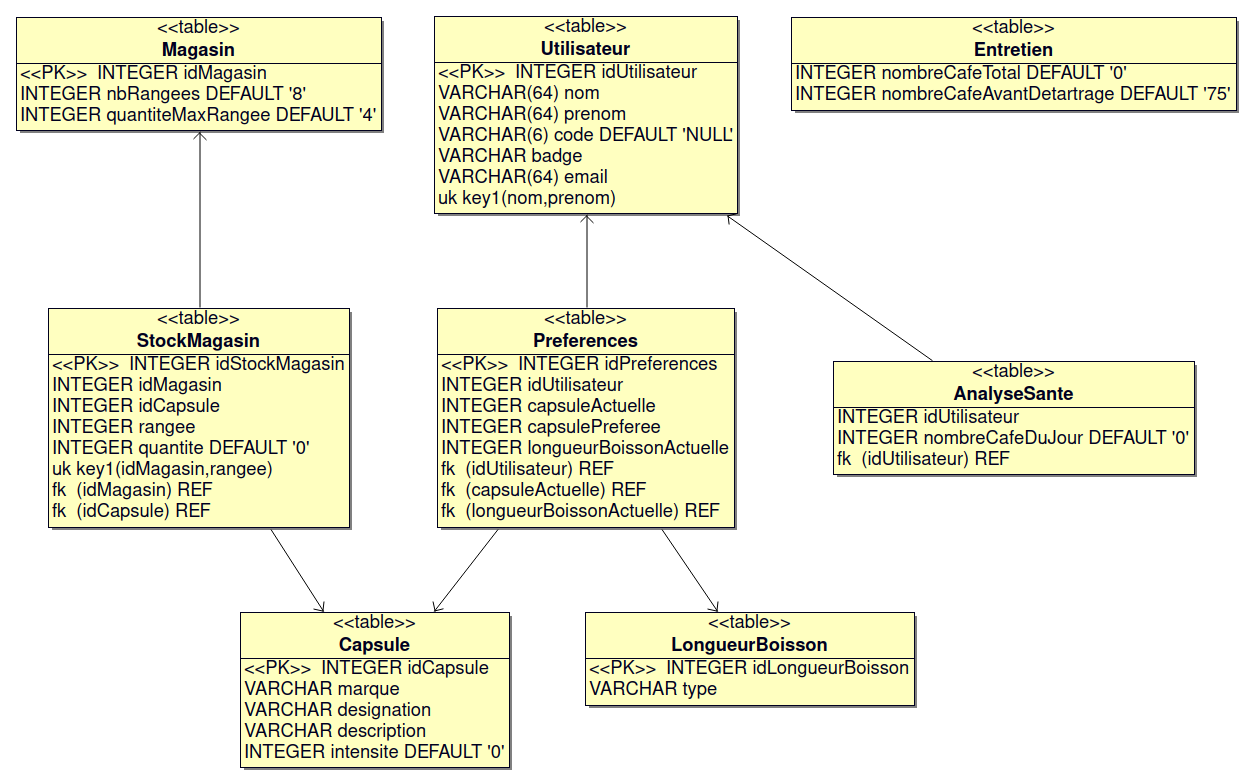 <<table>>
Magasin
<<PK>> INTEGER idMagasin
INTEGER nbRangees DEFAULT '8'
INTEGER quantiteMaxRangee DEFAULT '4'
<<table>>
Utilisateur
<<PK>> INTEGER idUtilisateur
VARCHAR(64) nom
VARCHAR(64) prenom
VARCHAR(6) code DEFAULT 'NULL'
VARCHAR badge
VARCHAR(64) email
uk key1(nom,prenom)
<<table>>
Entretien
INTEGER nombreCafeTotal DEFAULT '0'
INTEGER nombreCafeAvantDetartrage DEFAULT '75'
<<table>>
StockMagasin
<<PK>> INTEGER idStockMagasin
INTEGER idMagasin
INTEGER idCapsule
INTEGER rangee
INTEGER quantite DEFAULT '0'
uk key1(idMagasin,rangee)
fk (idMagasin) REF
fk (idCapsule) REF
<<table>>
Preferences
<<PK>> INTEGER idPreferences
INTEGER idUtilisateur
INTEGER capsuleActuelle
INTEGER capsulePreferee
INTEGER longueurBoissonActuelle
fk (idUtilisateur) REF
fk (capsuleActuelle) REF
fk (longueurBoissonActuelle) REF
<<table>>
AnalyseSante
INTEGER idUtilisateur
INTEGER nombreCafeDuJour DEFAULT '0'
fk (idUtilisateur) REF
<<table>>
Capsule
<<PK>> INTEGER idCapsule
VARCHAR marque
VARCHAR designation
VARCHAR description
INTEGER intensite DEFAULT '0'
<<table>>
LongueurBoisson
<<PK>> INTEGER idLongueurBoisson
VARCHAR type